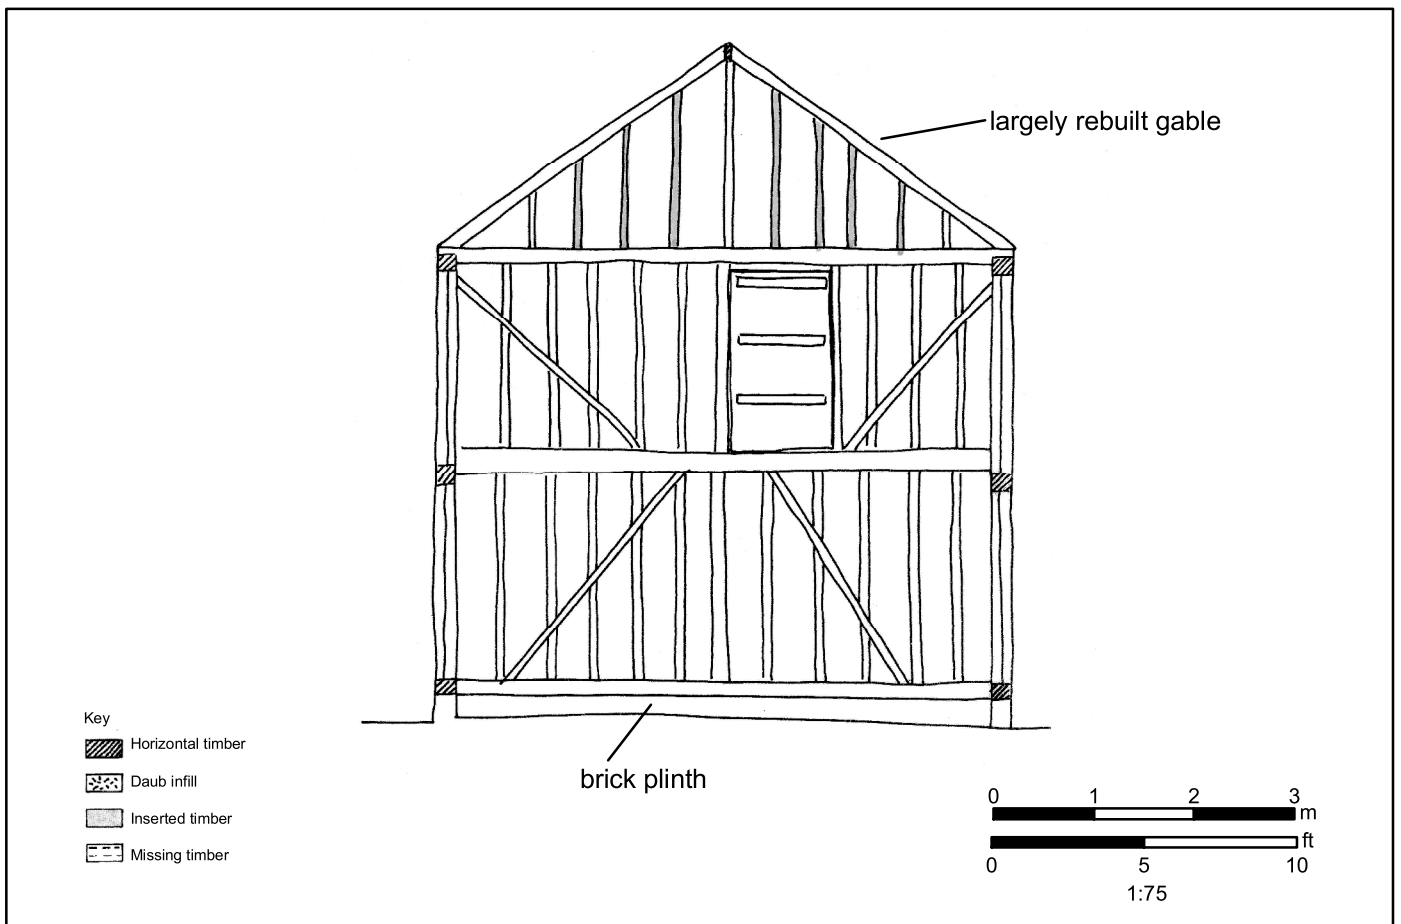 largely rebuilt gable
brick plinth
Key
Horizontal timber
Daub infill
Inserted timber
Missing timber
0 1 2 3
m
ft
0 5 10
1:75